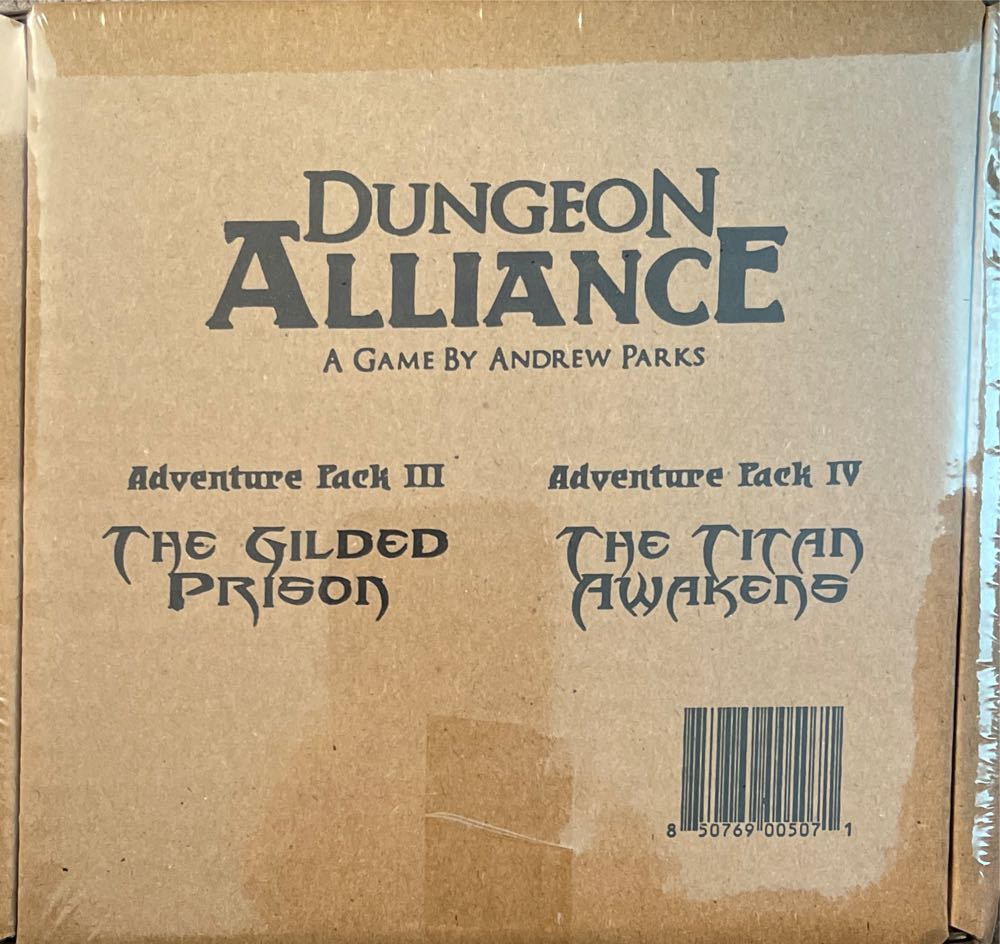 DUNGEON
ALLIANCE
A GAME BY ANDREW PARKS
Adventure Pack III
THE GILDED
PRISON
Adventure Pack IV
THE TITAN
AWAKENS
8 50769 00507 1